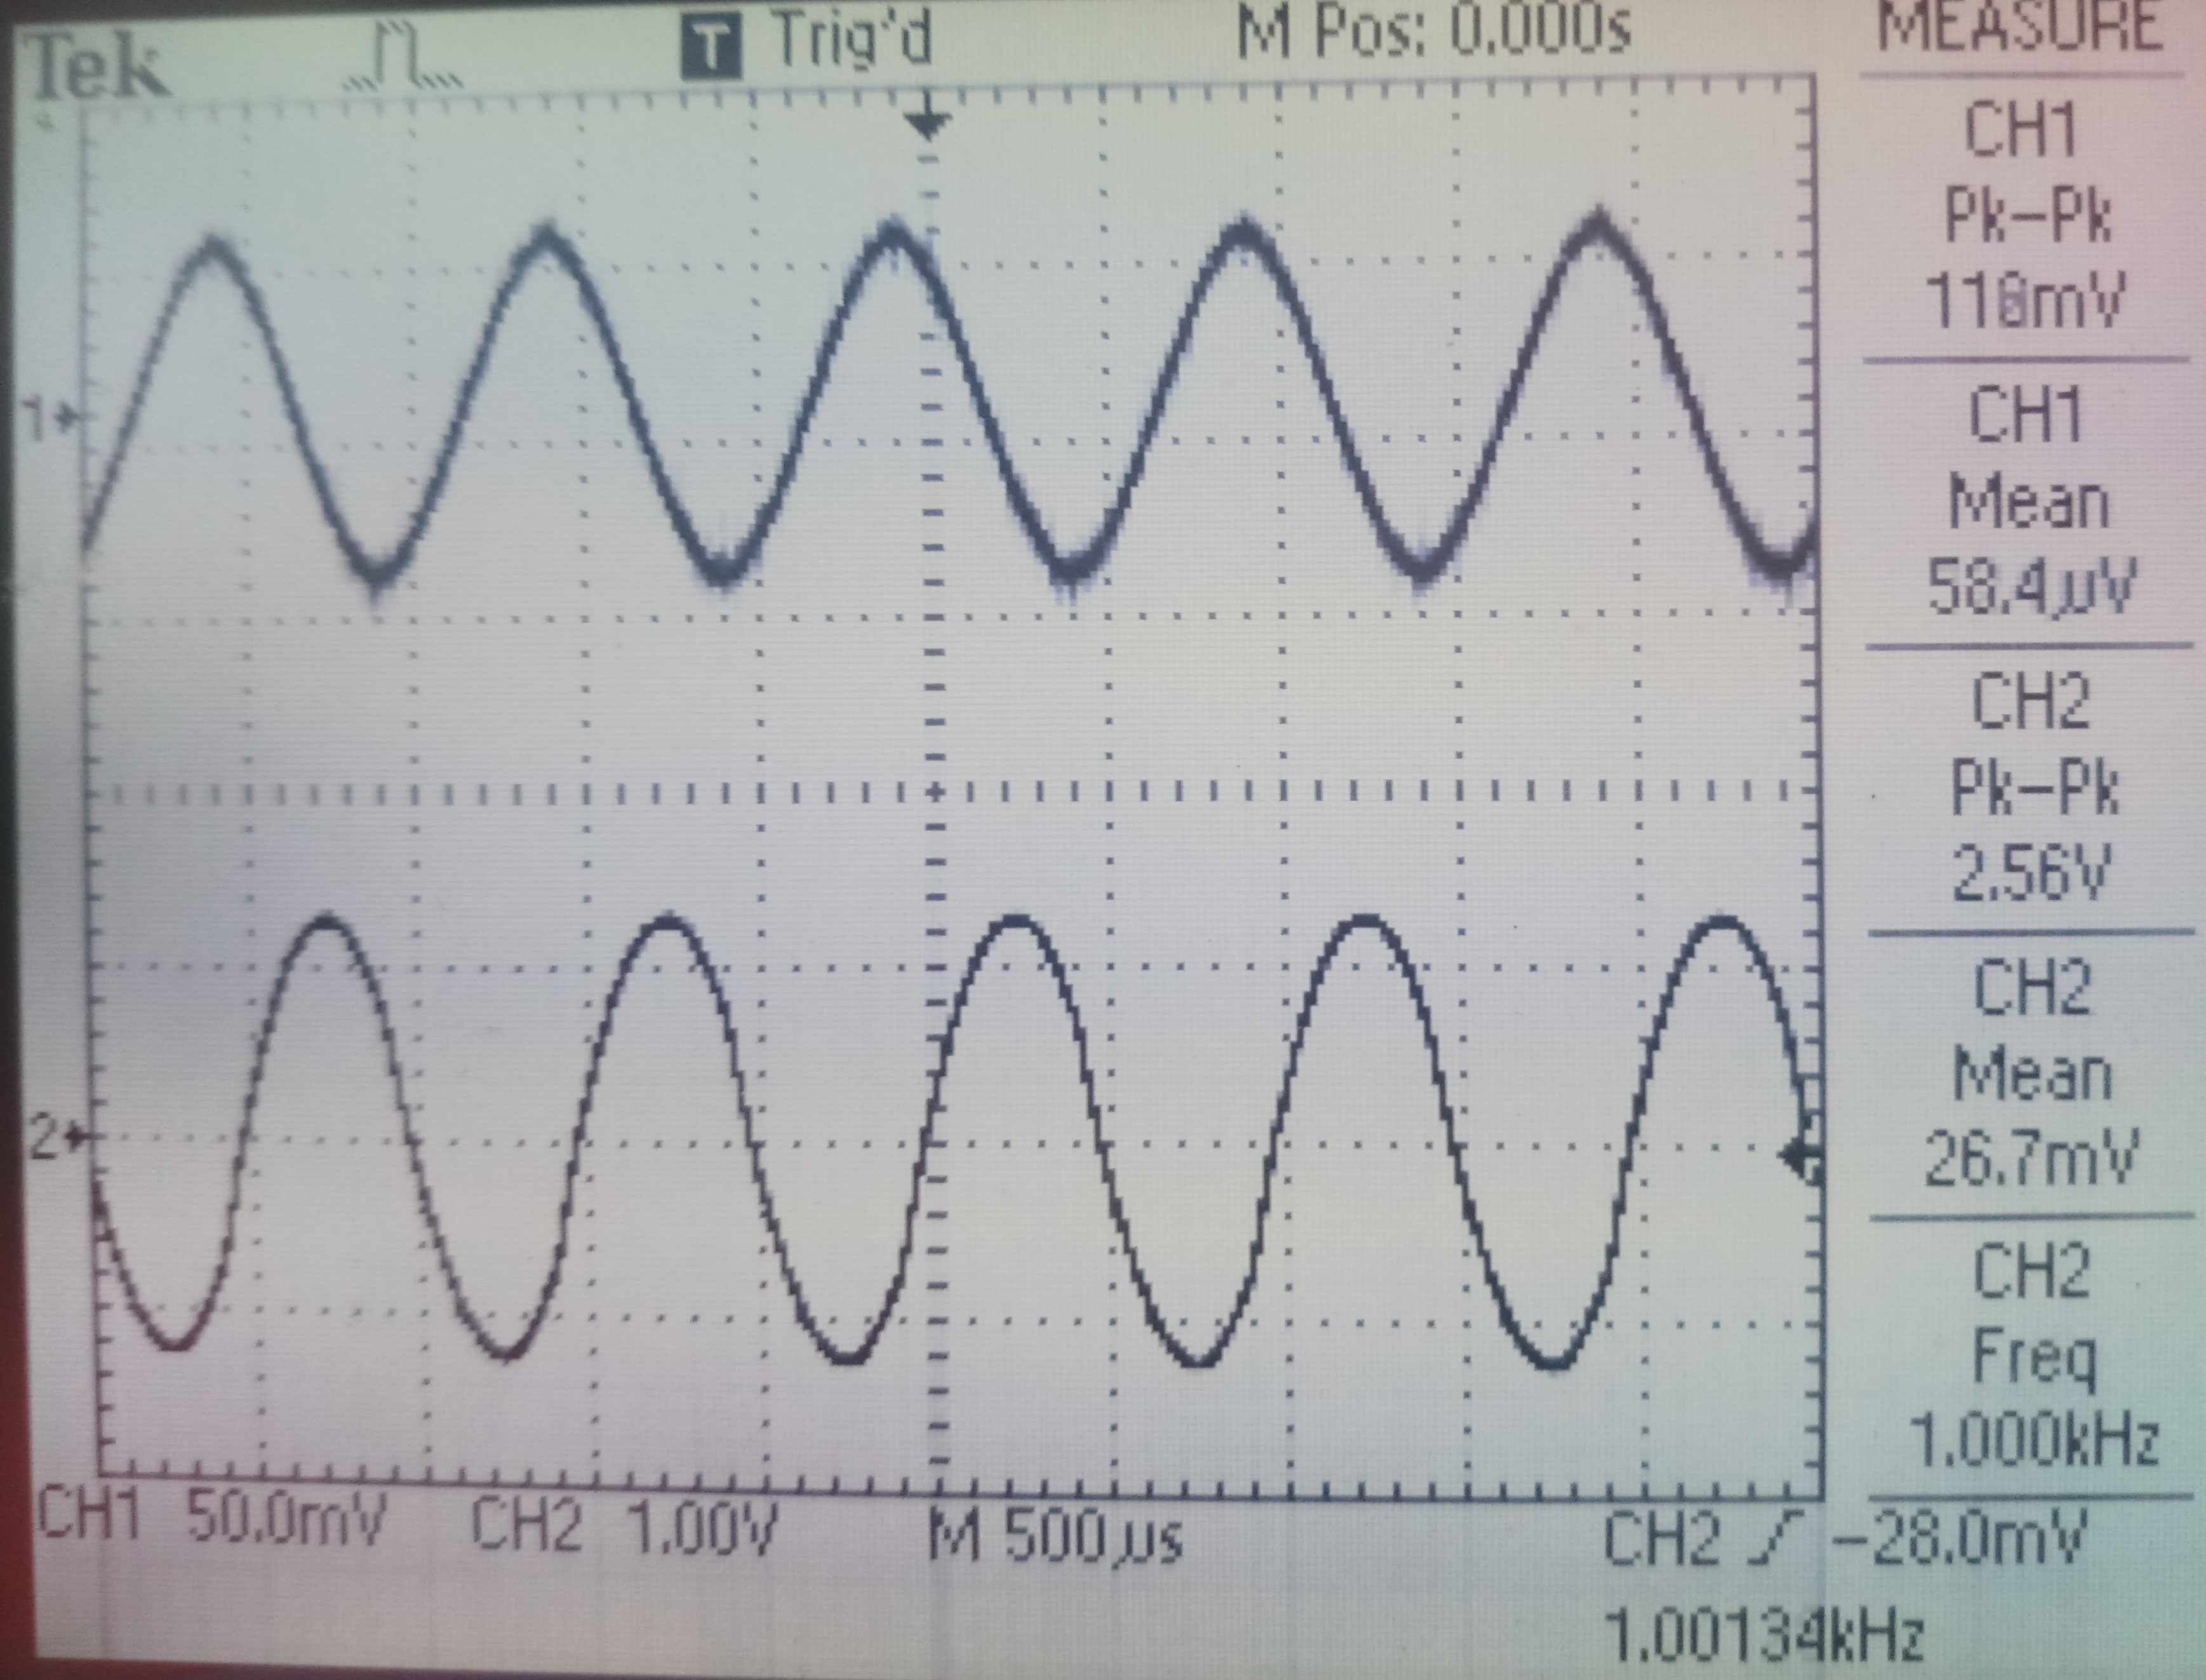 Tek T Trig'd M Pos: 0.000s MEASURE
CH1
Pk-Pk
CH1
Mean
58.4µV
CH2
Pk-Pk
2.56V
CH2
Mean
26.7mV
CH2
Freq
1.000kHz
1
2
CH1 50.0mV CH2 1.00V M 500µs CH2 -28.0mV
1.00134kHz